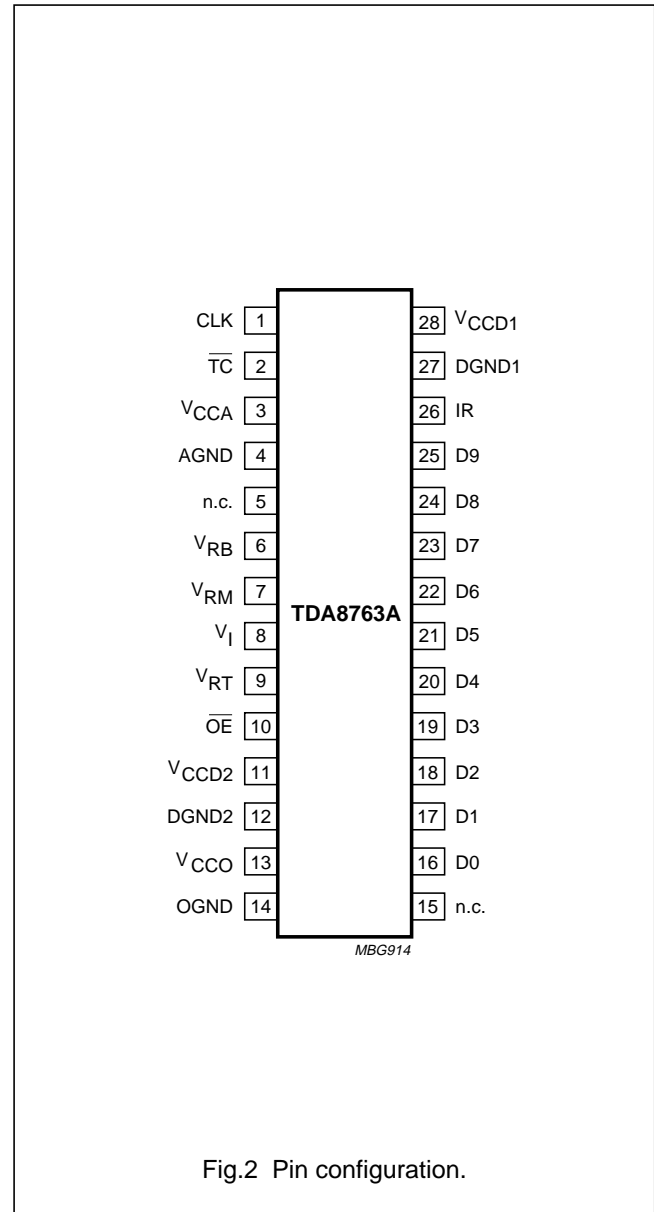 CLK 1
TC 2
VCCA 3
AGND 4
n.c. 5
VRB 6
VRM 7
VI 8
VRT 9
OE 10
VCCD2 11
DGND2 12
VCCO 13
OGND 14
TDA8763A
28 VCCD1
27 DGND1
26 IR
25 D9
24 D8
23 D7
22 D6
21 D5
20 D4
19 D3
18 D2
17 D1
16 D0
15 n.c.
MBG914
Fig.2 Pin configuration.